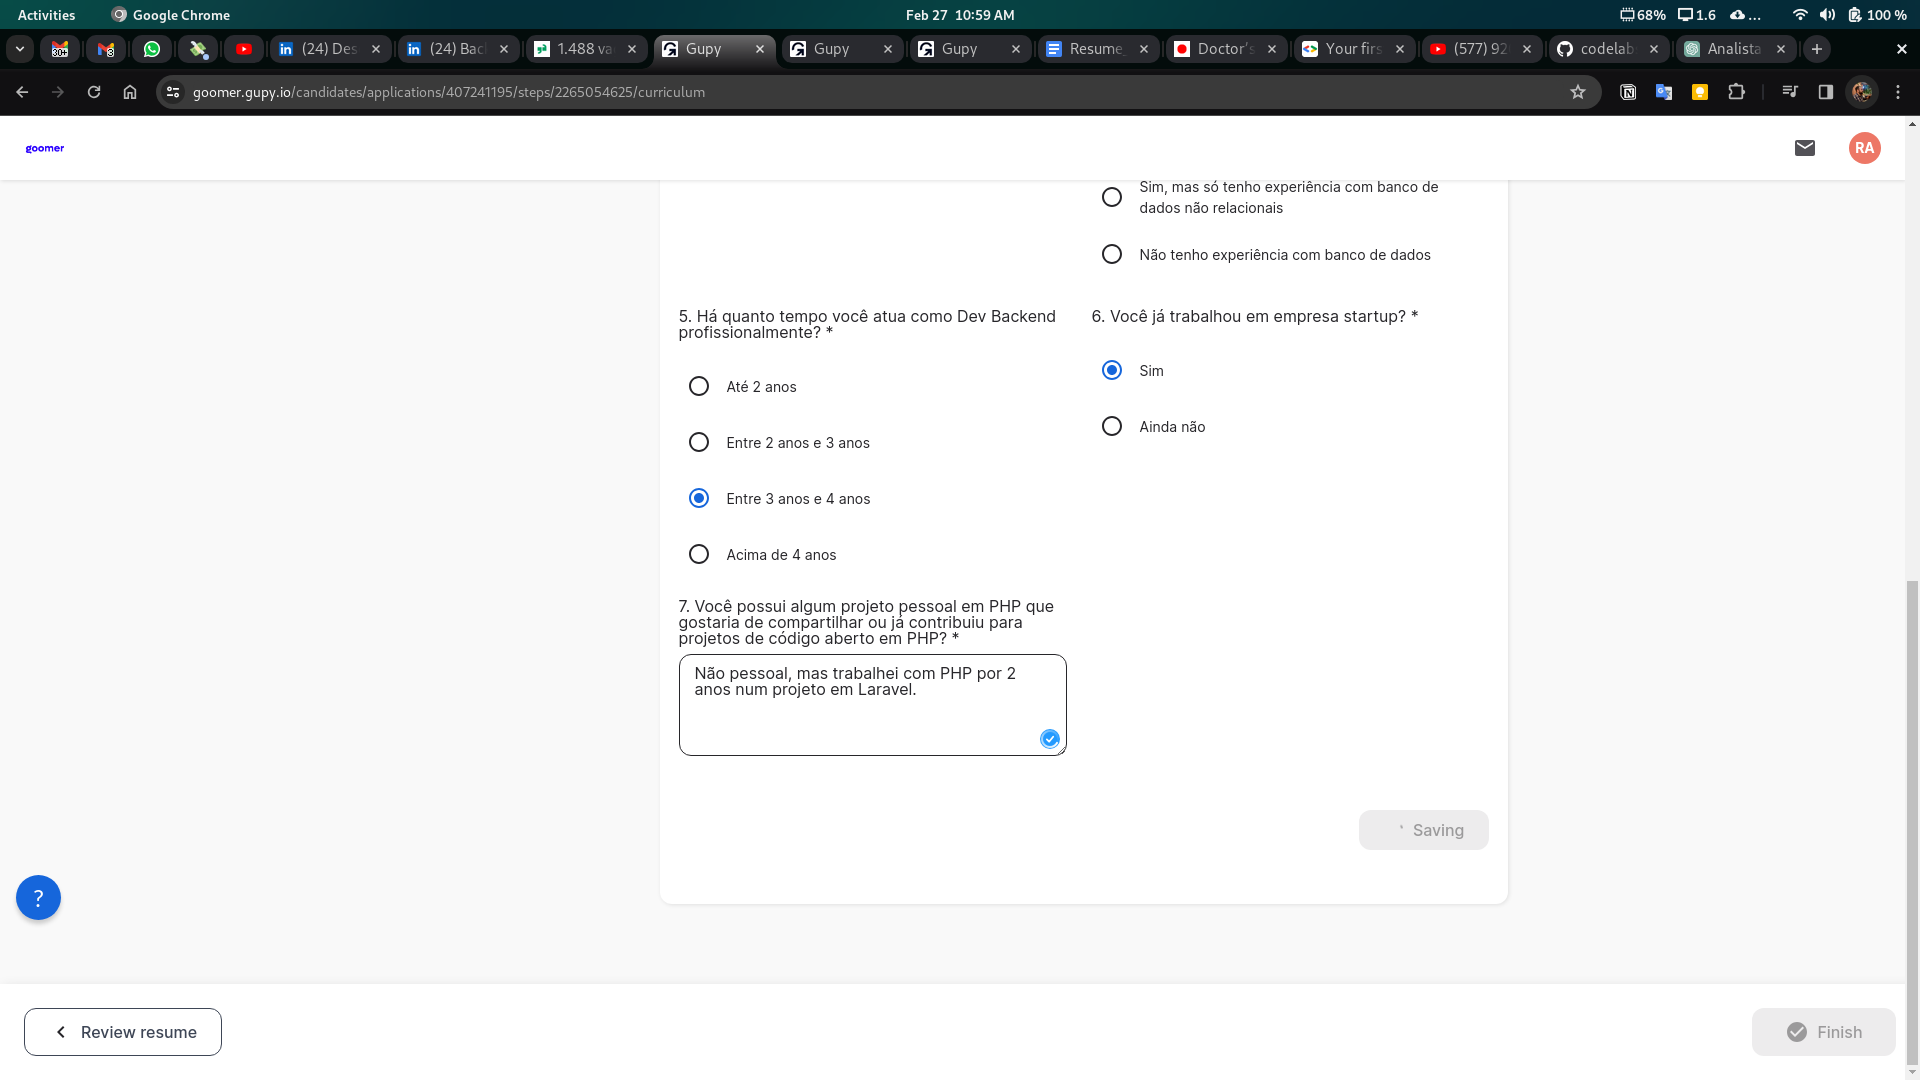 Activities
Google Chrome
Feb 27 10:59 AM
68%
1.6
...
100 %
30+
M
3
(24) Des
(24) Bac
1.488 va
Gupy
Gupy
Gupy
Resume_
Doctor's
Your firs
(577) 92
codelab
Analista
goomer.gupy.io/candidates/applications/407241195/steps/2265054625/curriculum
goomer
RA
Sim, mas só tenho experiência com banco de
dados não relacionais
Não tenho experiência com banco de dados
5. Há quanto tempo você atua como Dev Backend
profissionalmente? *
Até 2 anos
Entre 2 anos e 3 anos
Entre 3 anos e 4 anos
Acima de 4 anos
6. Você já trabalhou em empresa startup? *
Sim
Ainda não
7. Você possui algum projeto pessoal em PHP que
gostaria de compartilhar ou já contribuiu para
projetos de código aberto em PHP? *
Não pessoal, mas trabalhei com PHP por 2
anos num projeto em Laravel.
Saving
?
Review resume
Finish